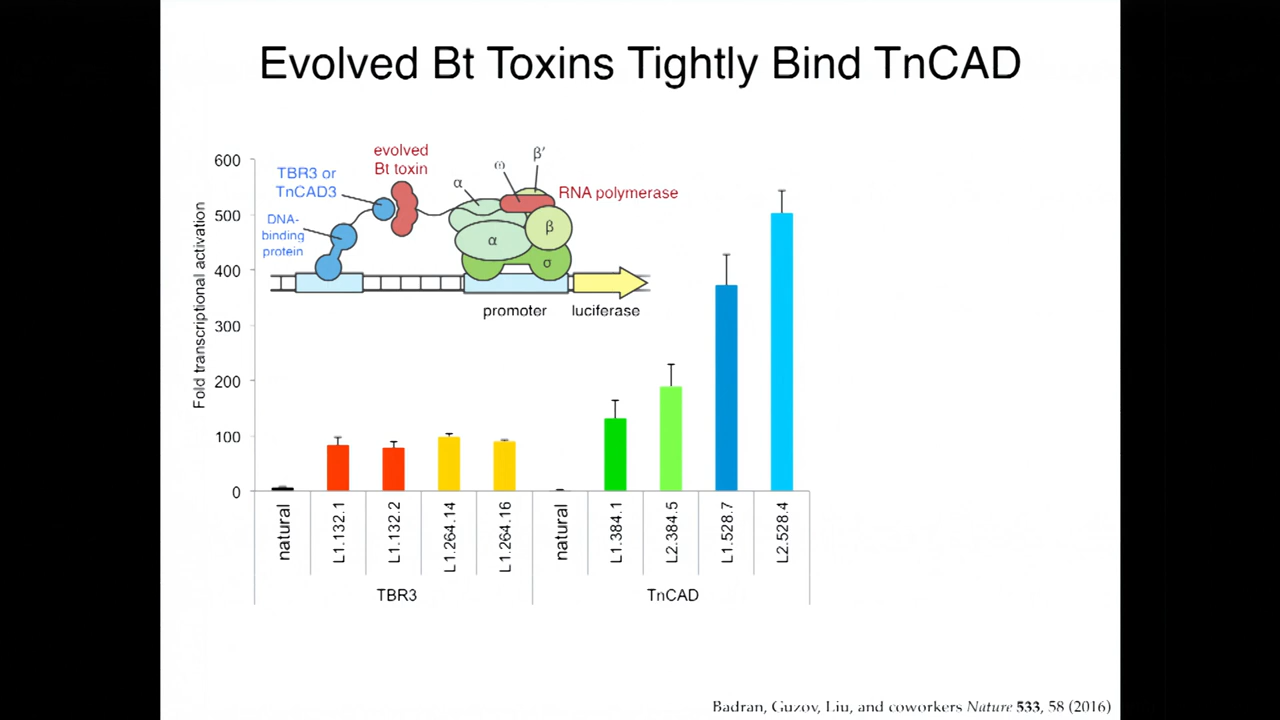 Evolved Bt Toxins Tightly Bind TnCAD
Fold transcriptional activation
600
500
400
300
200
100
0
TBR3 or
TnCAD3
evolved
Bt toxin
DNA-
binding
protein
α
ω
β′
RNA polymerase
α
β
σ
promoter
luciferase
natural
L1.132.1
L1.132.2
L1.264.14
L1.264.16
natural
L1.384.1
L2.384.5
L1.528.7
L2.528.4
TBR3
TnCAD
Badran, Guzov, Liu, and coworkers Nature 533, 58 (2016)